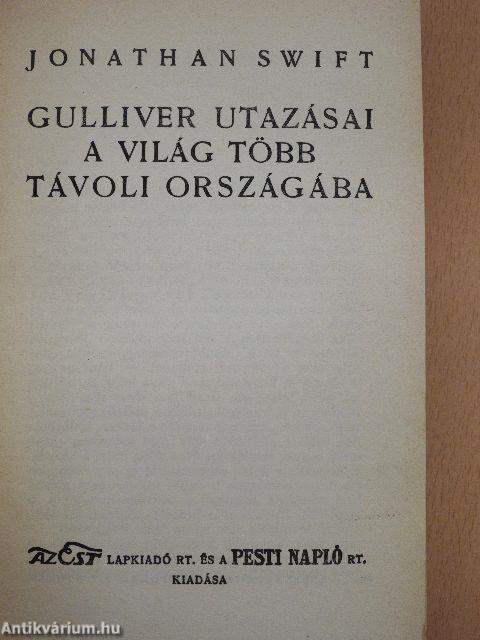 JONATHAN SWIFT
GULLIVER UTAZÁSAI
A VILÁG TÖBB
TÁVOLI ORSZÁGÁBA
AZ EST LAPKIADÓ RT. ÉS A PESTI NAPLÓ RT.
KIADÁSA
Antikvárium.hu